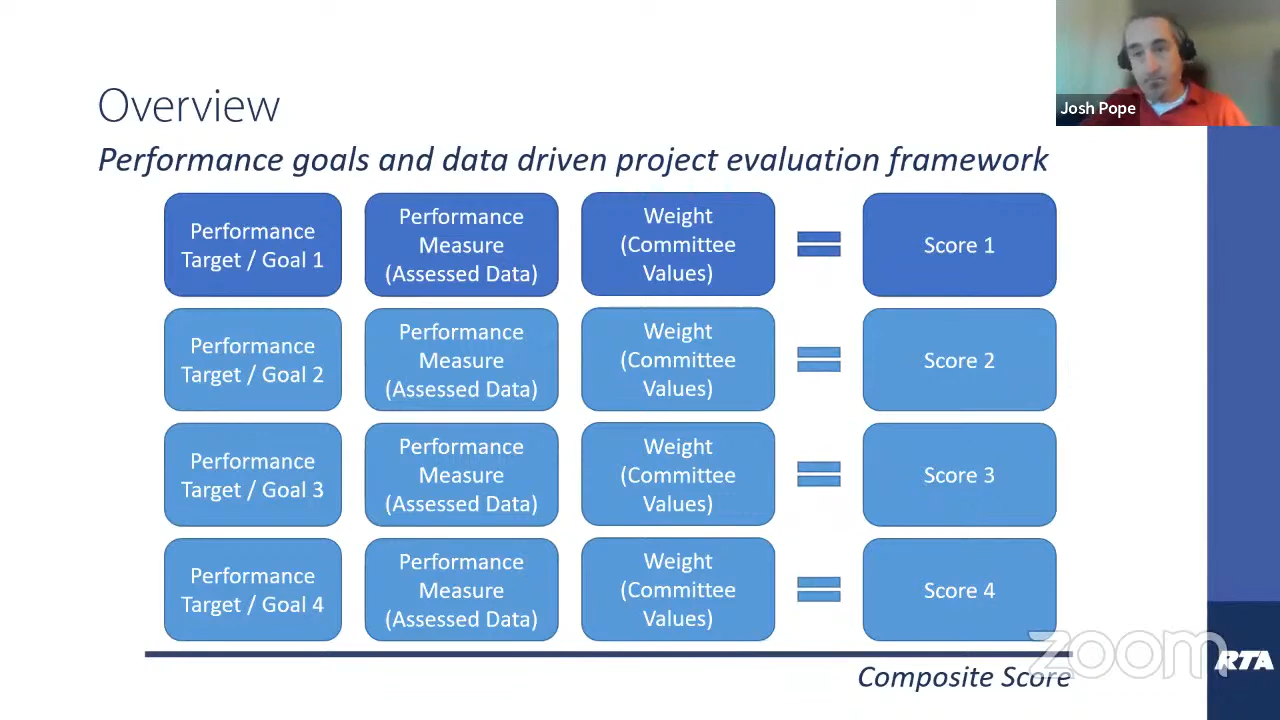 Overview
Josh Pope
Performance goals and data driven project evaluation framework
Performance
Target / Goal 1
Performance
Measure
(Assessed Data)
Weight
(Committee
Values)
Score 1
Performance
Target / Goal 2
Performance
Measure
(Assessed Data)
Weight
(Committee
Values)
Score 2
Performance
Target / Goal 3
Performance
Measure
(Assessed Data)
Weight
(Committee
Values)
Score 3
Performance
Target / Goal 4
Performance
Measure
(Assessed Data)
Weight
(Committee
Values)
Score 4
Composite Score
zoom
RTA